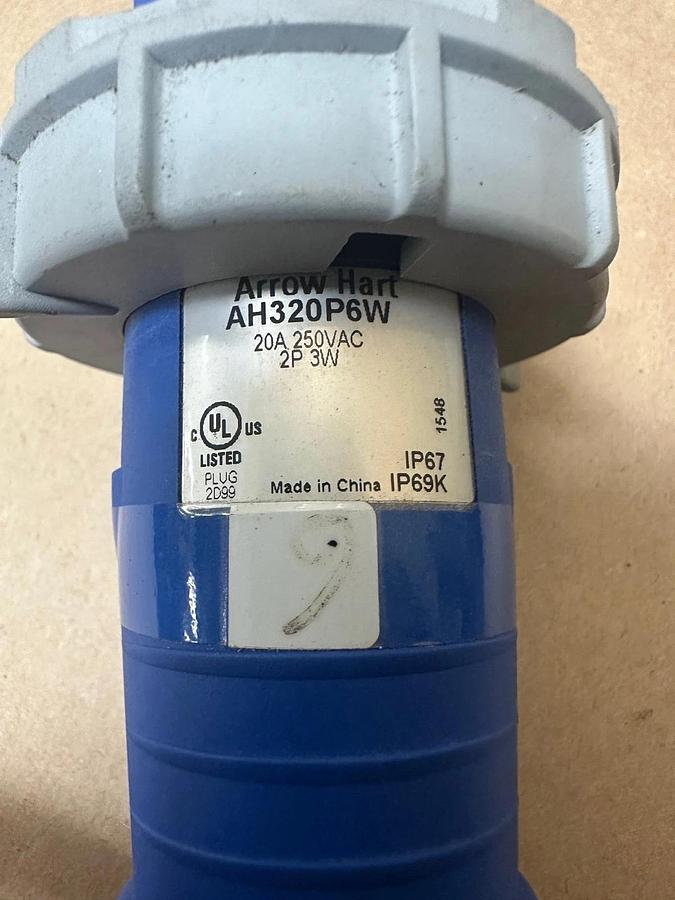 Arrow Hart
AH320P6W
20A 250VAC
2P 3W
1548
C UL US
LISTED
PLUG
2D99
Made in China
IP67
IP69K
9